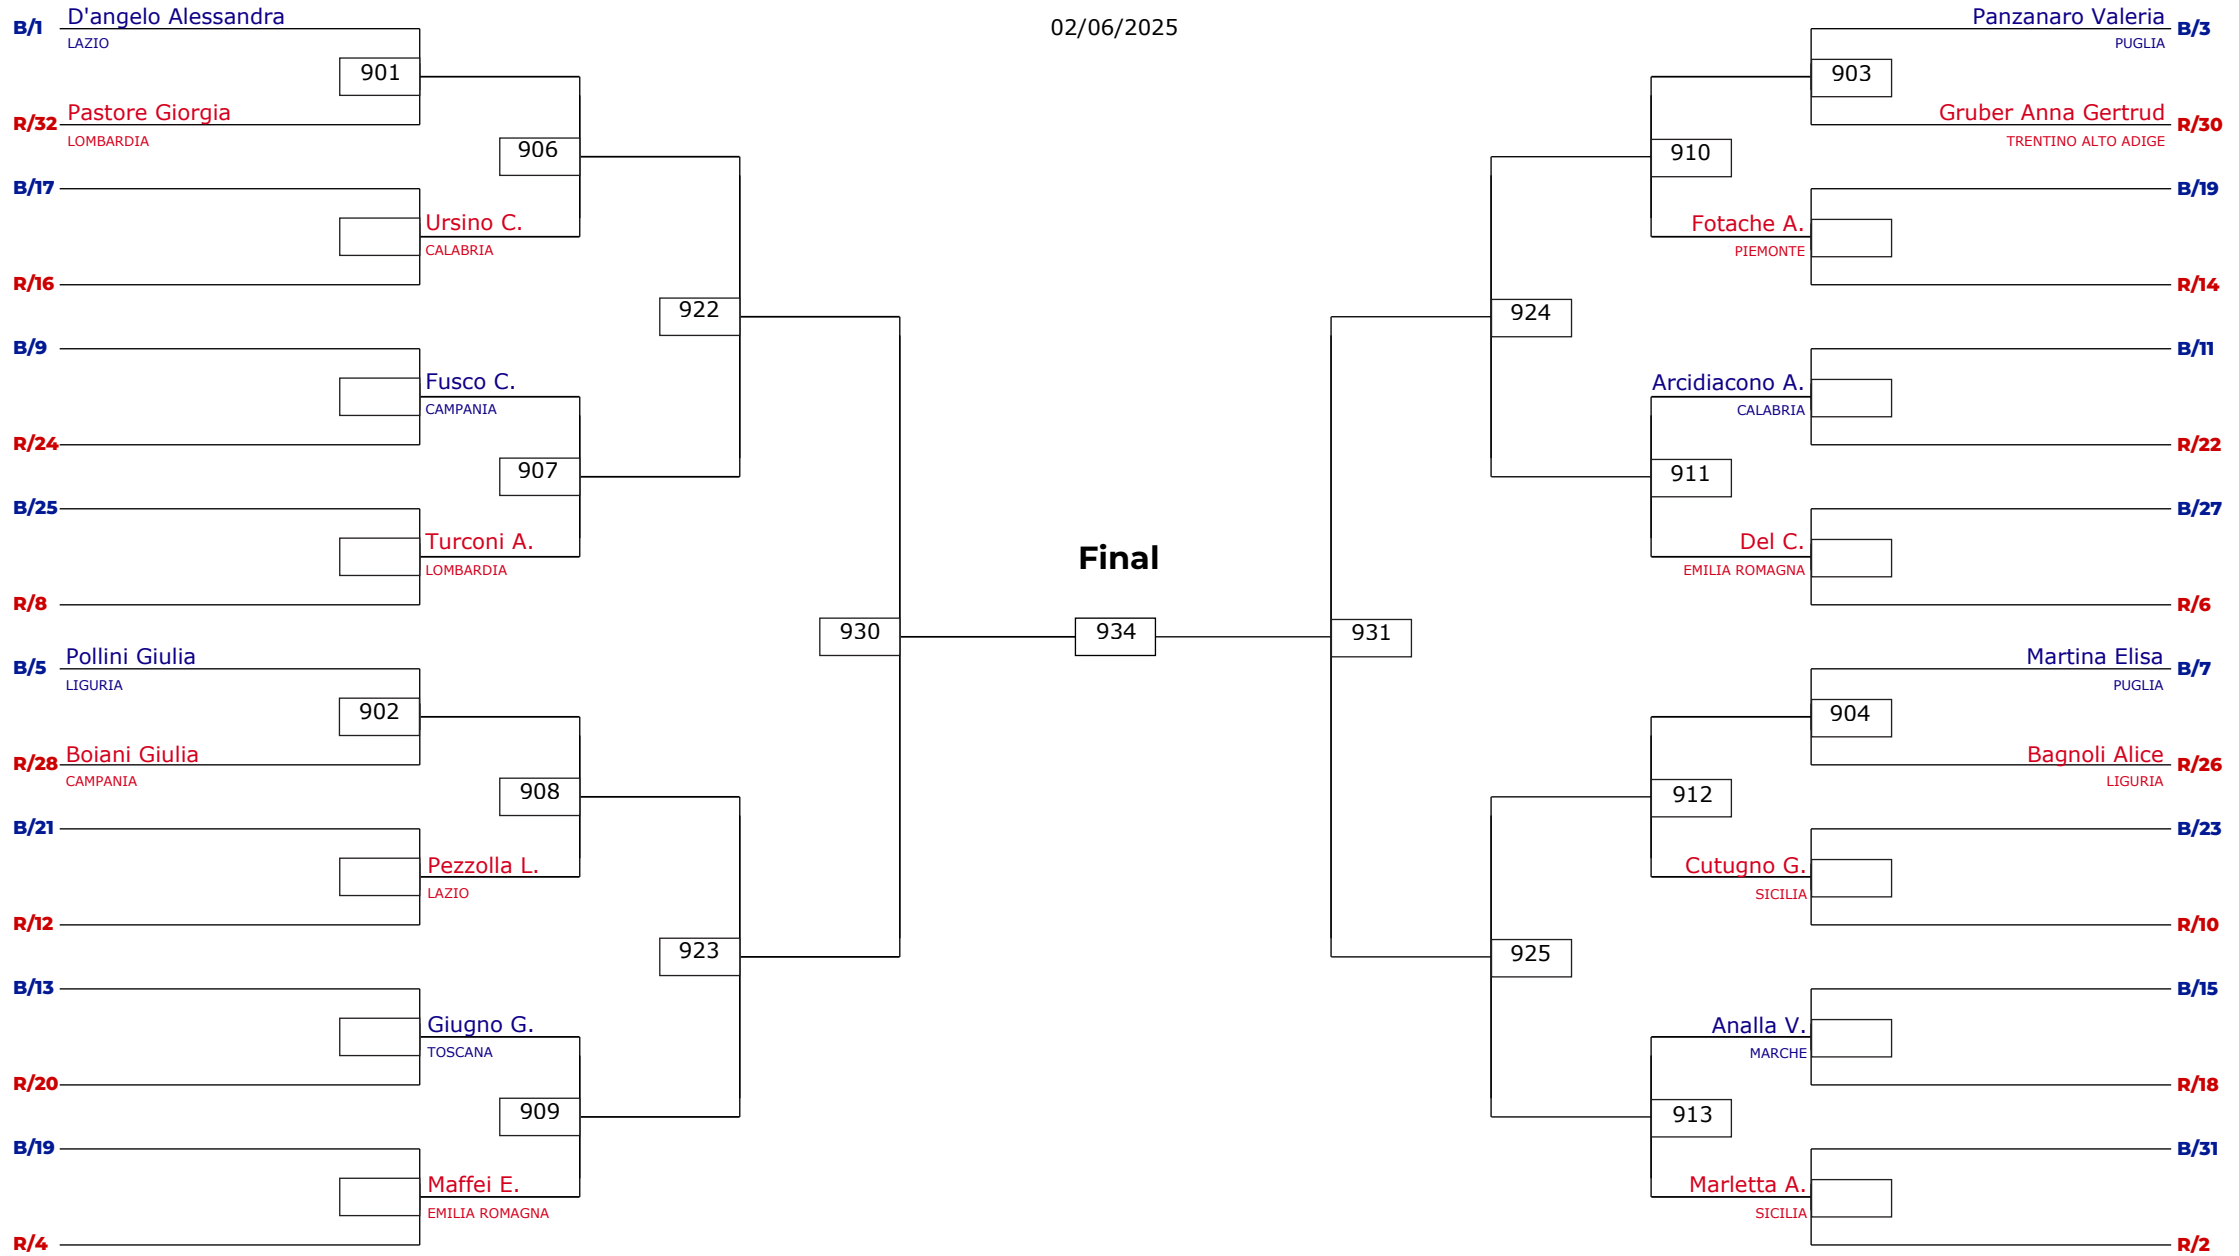 02/06/2025
B/1 D'angelo Alessandra
LAZIO
901
R/32 Pastore Giorgia
LOMBARDIA
906
B/17
Ursino C.
CALABRIA
R/16
922
B/9
Fusco C.
CAMPANIA
R/24
907
B/25
Turconi A.
LOMBARDIA
R/8
930
B/5 Pollini Giulia
LIGURIA
902
R/28 Boiani Giulia
CAMPANIA
908
B/21
Pezzolla L.
LAZIO
R/12
923
B/13
Giugno G.
TOSCANA
R/20
909
B/19
Maffei E.
EMILIA ROMAGNA
R/4
Final
934
Panzanaro Valeria B/3
PUGLIA
903
Gruber Anna Gertrud R/30
TRENTINO ALTO ADIGE
910
B/19
Fotache A.
PIEMONTE
R/14
924
B/11
Arcidiacono A.
CALABRIA
R/22
911
B/27
Del C.
EMILIA ROMAGNA
R/6
931
Martina Elisa B/7
PUGLIA
904
Bagnoli Alice R/26
LIGURIA
912
B/23
Cutugno G.
SICILIA
R/10
925
B/15
Analla V.
MARCHE
R/18
913
B/31
Marletta A.
SICILIA
R/2